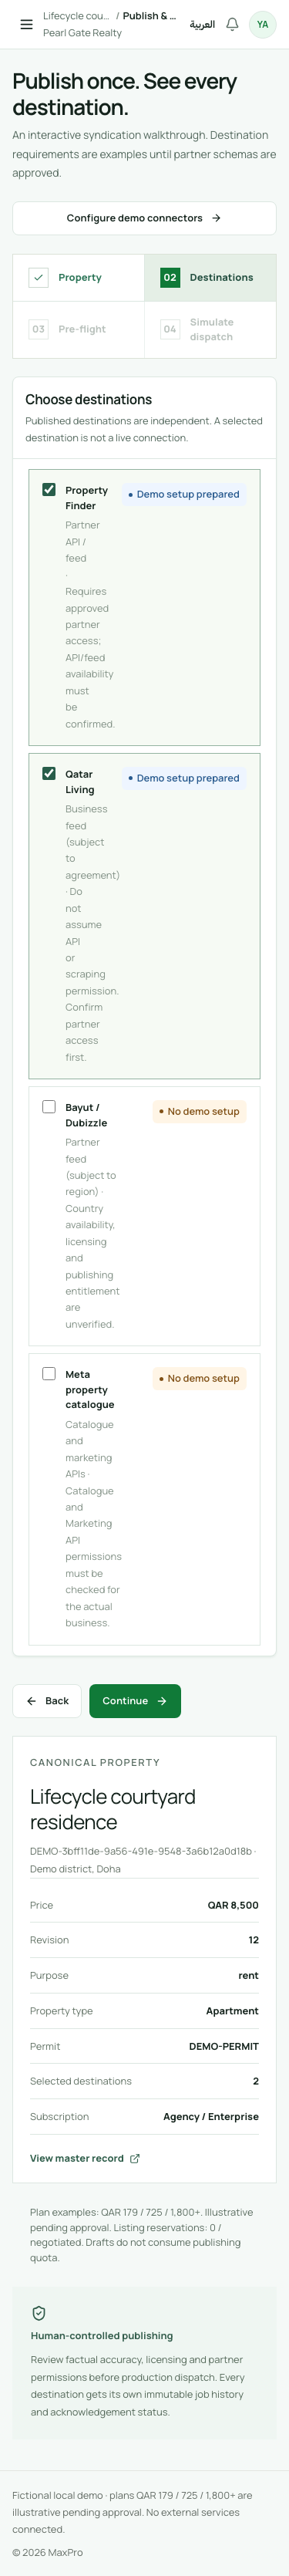 Lifecycle cou... / Publish & ...
Pearl Gate Realty
العربية
YA
Publish once. See every
destination.
An interactive syndication walkthrough. Destination
requirements are examples until partner schemas are
approved.
Configure demo connectors
Property
02 Destinations
03 Pre-flight
04 Simulate
dispatch
Choose destinations
Published destinations are independent. A selected
destination is not a live connection.
Property
Finder
Demo setup prepared
Partner
API /
feed
·
Requires
approved
partner
access;
API/feed
availability
must
be
confirmed.
Qatar
Living
Demo setup prepared
Business
feed
(subject
to
agreement)
· Do
not
assume
API
or
scraping
permission.
Confirm
partner
access
first.
Bayut /
Dubizzle
No demo setup
Partner
feed
(subject to
region) ·
Country
availability,
licensing
and
publishing
entitlement
are
unverified.
Meta
property
catalogue
No demo setup
Catalogue
and
marketing
APIs ·
Catalogue
and
Marketing
API
permissions
must be
checked for
the actual
business.
Back
Continue
CANONICAL PROPERTY
Lifecycle courtyard
residence
DEMO-3bff11de-9a56-491e-9548-3a6b12a0d18b ·
Demo district, Doha
Price QAR 8,500
Revision 12
Purpose rent
Property type Apartment
Permit DEMO-PERMIT
Selected destinations 2
Subscription Agency / Enterprise
View master record
Plan examples: QAR 179 / 725 / 1,800+. Illustrative
pending approval. Listing reservations: 0 /
negotiated. Drafts do not consume publishing
quota.
Human-controlled publishing
Review factual accuracy, licensing and partner
permissions before production dispatch. Every
destination gets its own immutable job history
and acknowledgement status.
Fictional local demo · plans QAR 179 / 725 / 1,800+ are
illustrative pending approval. No external services
connected.
© 2026 MaxPro